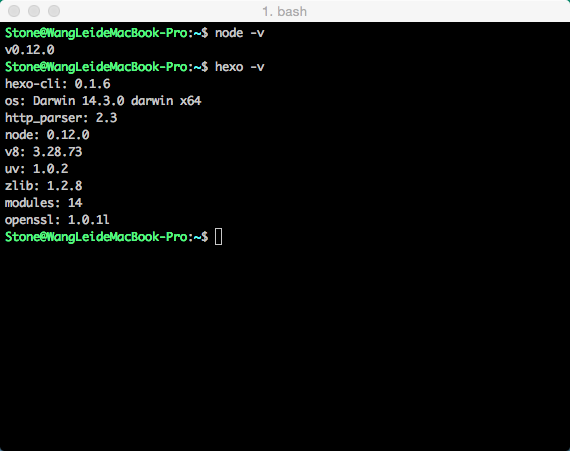 1. bash
Stone@WangLeideMacBook-Pro:~$ node -v
v0.12.0
Stone@WangLeideMacBook-Pro:~$ hexo -v
hexo-cli: 0.1.6
os: Darwin 14.3.0 darwin x64
http_parser: 2.3
node: 0.12.0
v8: 3.28.73
uv: 1.0.2
zlib: 1.2.8
modules: 14
openssl: 1.0.1l
Stone@WangLeideMacBook-Pro:~$